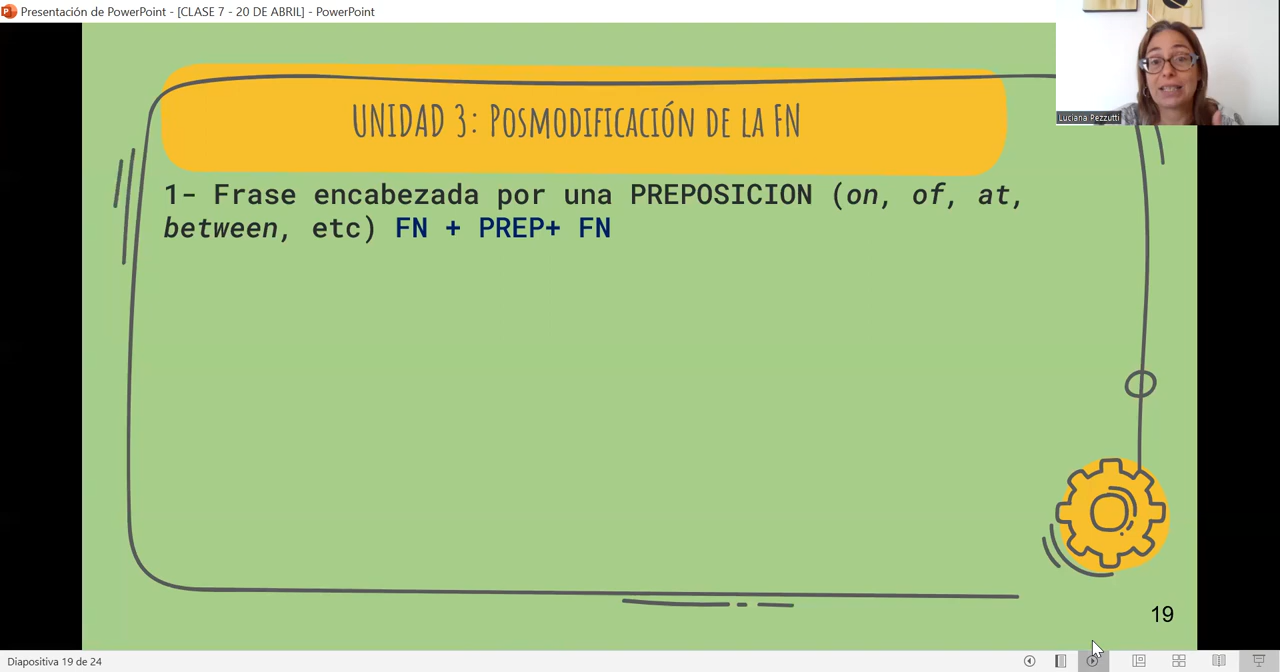 Presentación de PowerPoint - [CLASE 7 - 20 DE ABRIL] - PowerPoint
Luciana Pezzutti
UNIDAD 3: Posmodificación de la FN
1- Frase encabezada por una PREPOSICION (on, of, at,
between, etc) FN + PREP+ FN
19
Diapositiva 19 de 24